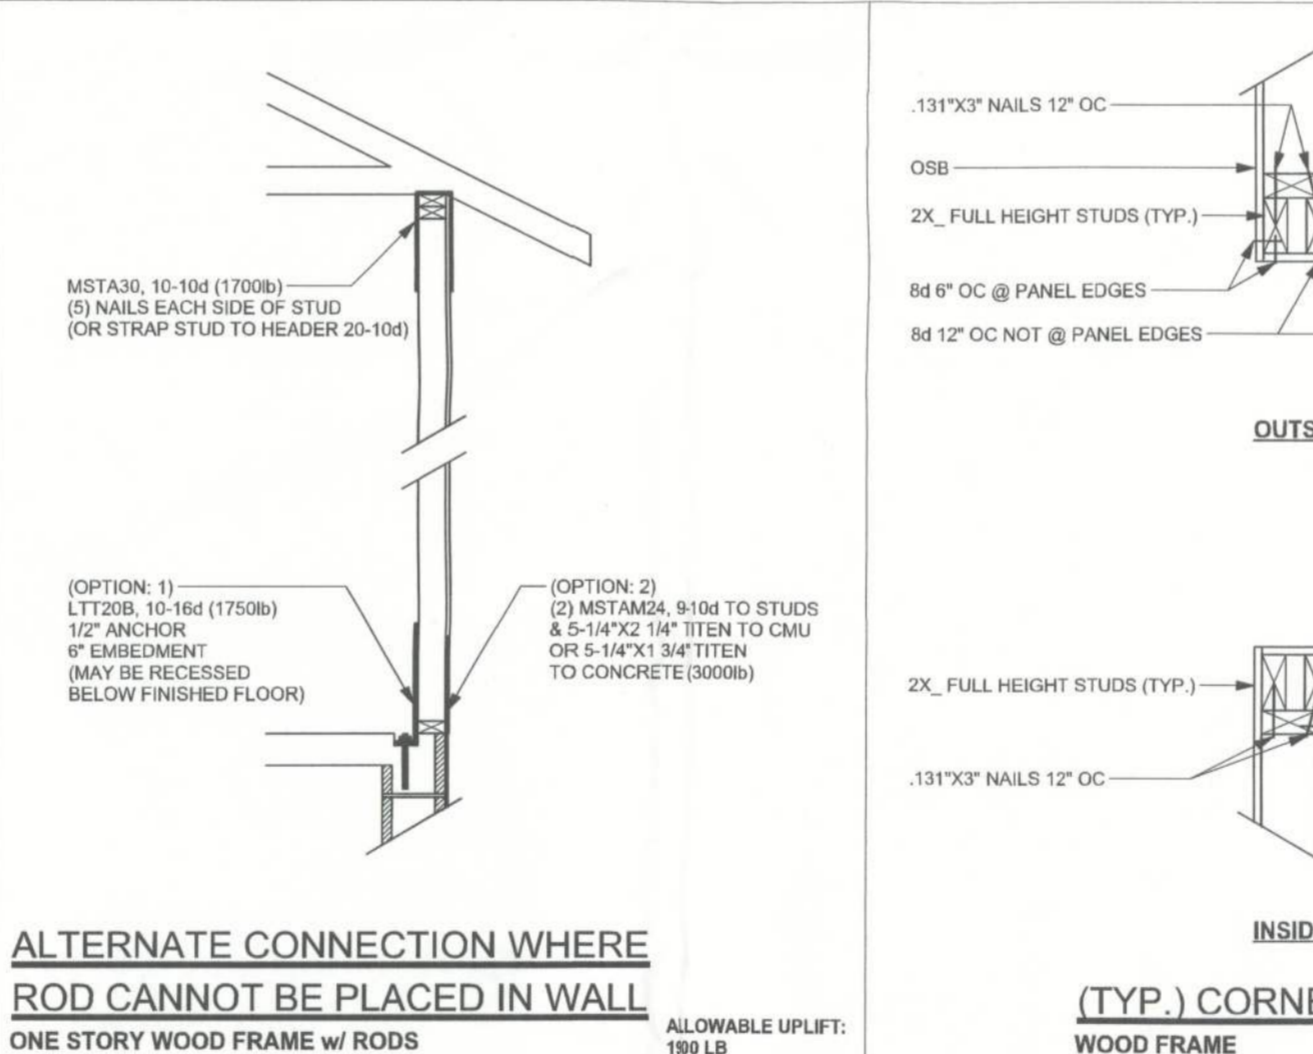 MSTA30, 10-10d (1700lb)
(5) NAILS EACH SIDE OF STUD
(OR STRAP STUD TO HEADER 20-10d)
(OPTION: 1)
LTT20B, 10-16d (1750lb)
1/2" ANCHOR
6" EMBEDMENT
(MAY BE RECESSED
BELOW FINISHED FLOOR)
(OPTION: 2)
(2) MSTAM24, 9-10d TO STUDS
& 5-1/4"X2 1/4" TITEN TO CMU
OR 5-1/4"X1 3/4" TITEN
TO CONCRETE (3000lb)
ALTERNATE CONNECTION WHERE
ROD CANNOT BE PLACED IN WALL
ONE STORY WOOD FRAME w/ RODS
ALLOWABLE UPLIFT:
1900 LB
.131"X3" NAILS 12" OC
OSB
2X_ FULL HEIGHT STUDS (TYP.)
8d 6" OC @ PANEL EDGES
8d 12" OC NOT @ PANEL EDGES
OUTS
2X_ FULL HEIGHT STUDS (TYP.)
.131"X3" NAILS 12" OC
INSID
(TYP.) CORNE
WOOD FRAME